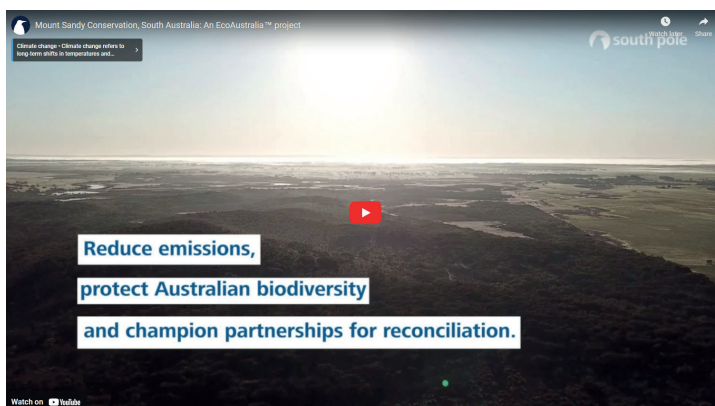 Mount Sandy Conservation, South Australia: An EcoAustralia™ project
Watch later
Share
south pole
Climate change • Climate change refers to
long-term shifts in temperatures and...
Reduce emissions,
protect Australian biodiversity
and champion partnerships for reconciliation.
Watch on YouTube